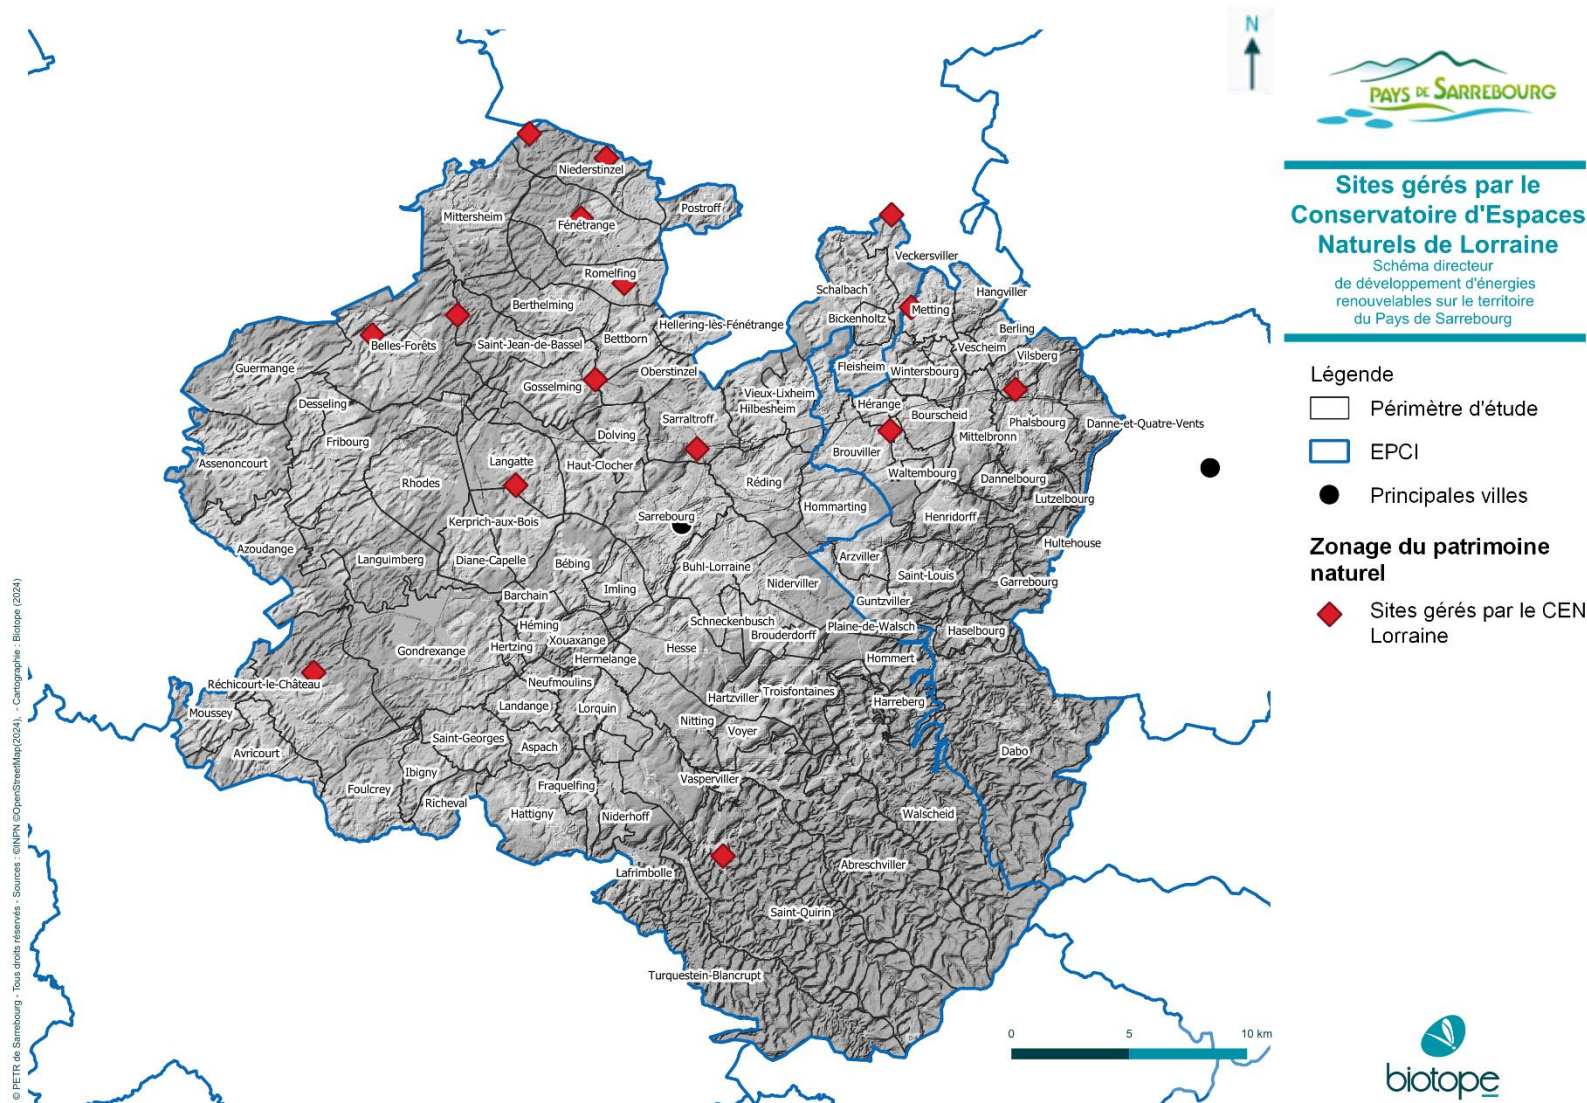 N
PAYS DE SARREBOURG
Sites gérés par le
Conservatoire d'Espaces
Naturels de Lorraine
Schéma directeur
de développement d'énergies
renouvelables sur le territoire
du Pays de Sarrebourg
Légende
Périmètre d'étude
EPCI
Principales villes
Zonage du patrimoine
naturel
Sites gérés par le CEN
Lorraine
Niederstinzel
Postroff
Mittersheim
Fénétrange
Veckersviller
Romelfing
Schalbach
Hangviller
Berthelming
Metting
Bickenholtz
Hellering-lès-Fénétrange
Berling
Belles-Forêts
Saint-Jean-de-Bassel
Bettborn
Vescheim
Vilsberg
Guermange
Fleisheim
Wintersbourg
Oberstinzel
Gosselming
Vieux-Lixheim
Desseling
Hilbesheim
Hérange
Bourscheid
Sarraltroff
Phalsbourg
Danne-et-Quatre-Vents
Fribourg
Dolving
Mittelbronn
Brouviller
Assenoncourt
Langatte
Haut-Clocher
Waltembourg
Dannelbourg
Rhodes
Réding
Lutzelbourg
Hommarting
Sarrebourg
Henridorff
Kerprich-aux-Bois
Hultehouse
Azoudange
Languimberg
Diane-Capelle
Bébing
Buhl-Lorraine
Arzviller
Saint-Louis
Niderviller
Garrebourg
Imling
Barchain
Guntzviller
Schneckenbusch
Héming
Plaine-de-Walsch
Brouderdorff
Haselbourg
Xouaxange
Gondrexange
Hertzing
Hesse
Hermelange
Hommert
Réchicourt-le-Château
Neufmoulins
Troisfontaines
Hartzviller
Harreberg
Landange
Lorquin
Moussey
Nitting
Voyer
Saint-Georges
Aspach
Avricourt
Dabo
Ibigny
Vasperviller
Foulcrey
Fraquelfing
Richeval
Hattigny
Niderhoff
Walscheid
Abreschviller
Lafrimbolle
Saint-Quirin
Turquestein-Blancrupt
0 5 10 km
biotope
© PETR de Sarrebourg - Tous droits réservés - Sources : ©INPN ©OpenStreetMap(2024), - Cartographie : Biotope (2024)